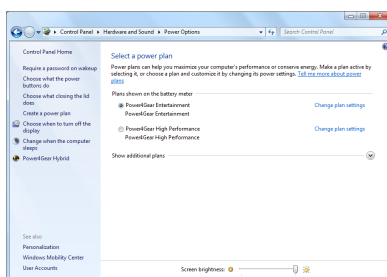 Control Panel
Hardware and Sound
Power Options
Search Control Panel
Control Panel Home
Require a password on wakeup
Choose what the power
buttons do
Choose what closing the lid
does
Create a power plan
Choose when to turn off the
display
Change when the computer
sleeps
Power4Gear Hybrid
See also
Personalization
Windows Mobility Center
User Accounts
Select a power plan
Power plans can help you maximize your computer's performance or conserve energy. Make a plan active by
selecting it, or choose a plan and customize it by changing its power settings. Tell me more about power
plans
Plans shown on the battery meter
Power4Gear Entertainment
Change plan settings
Power4Gear Entertainment
Power4Gear High Performance
Change plan settings
Power4Gear High Performance
Show additional plans
Screen brightness: